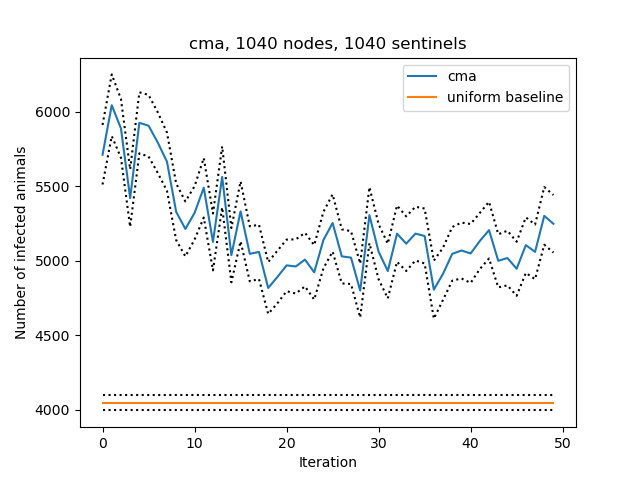 cma, 1040 nodes, 1040 sentinels
cma
uniform baseline
6000
5500
5000
4500
4000
Number of infected animals
0 10 20 30 40 50
Iteration